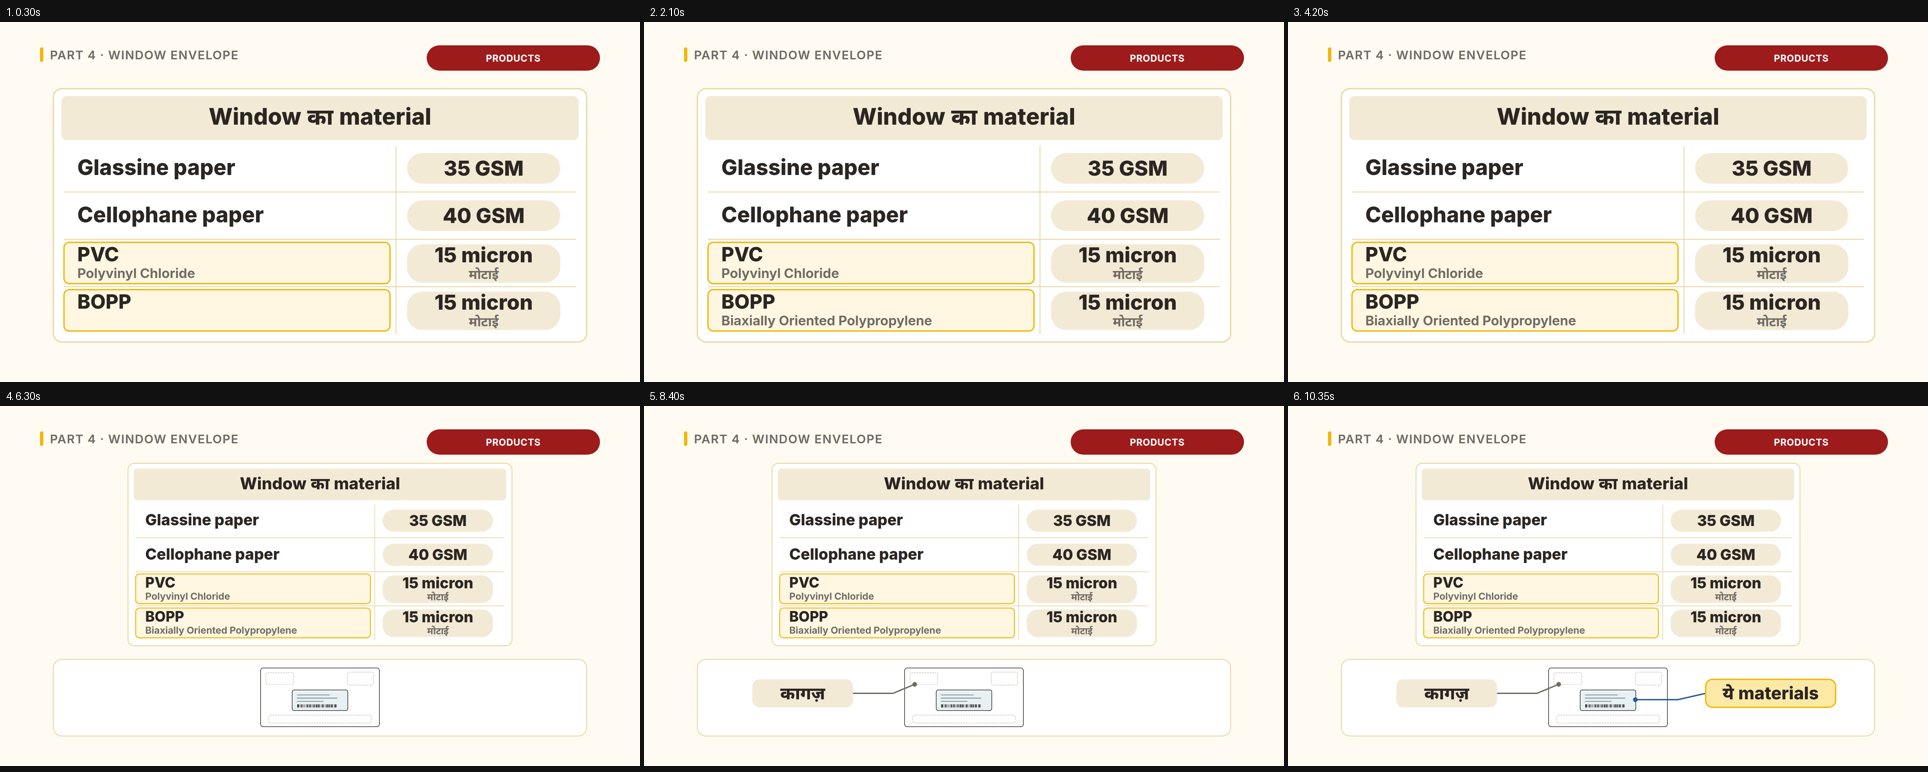 1. 0.30s
PART 4 · WINDOW ENVELOPE
PRODUCTS
Window का material
Glassine paper
35 GSM
Cellophane paper
40 GSM
PVC
Polyvinyl Chloride
15 micron
मोटाई
BOPP
15 micron
मोटाई
2. 2.10s
PART 4 · WINDOW ENVELOPE
PRODUCTS
Window का material
Glassine paper
35 GSM
Cellophane paper
40 GSM
PVC
Polyvinyl Chloride
15 micron
मोटाई
BOPP
Biaxially Oriented Polypropylene
15 micron
मोटाई
3. 4.20s
PART 4 · WINDOW ENVELOPE
PRODUCTS
Window का material
Glassine paper
35 GSM
Cellophane paper
40 GSM
PVC
Polyvinyl Chloride
15 micron
मोटाई
BOPP
Biaxially Oriented Polypropylene
15 micron
मोटाई
4. 6.30s
PART 4 · WINDOW ENVELOPE
PRODUCTS
Window का material
Glassine paper
35 GSM
Cellophane paper
40 GSM
PVC
Polyvinyl Chloride
15 micron
मोटाई
BOPP
Biaxially Oriented Polypropylene
15 micron
मोटाई
5. 8.40s
PART 4 · WINDOW ENVELOPE
PRODUCTS
Window का material
Glassine paper
35 GSM
Cellophane paper
40 GSM
PVC
Polyvinyl Chloride
15 micron
मोटाई
BOPP
Biaxially Oriented Polypropylene
15 micron
मोटाई
कागज़
6. 10.35s
PART 4 · WINDOW ENVELOPE
PRODUCTS
Window का material
Glassine paper
35 GSM
Cellophane paper
40 GSM
PVC
Polyvinyl Chloride
15 micron
मोटाई
BOPP
Biaxially Oriented Polypropylene
15 micron
मोटाई
कागज़
ये materials